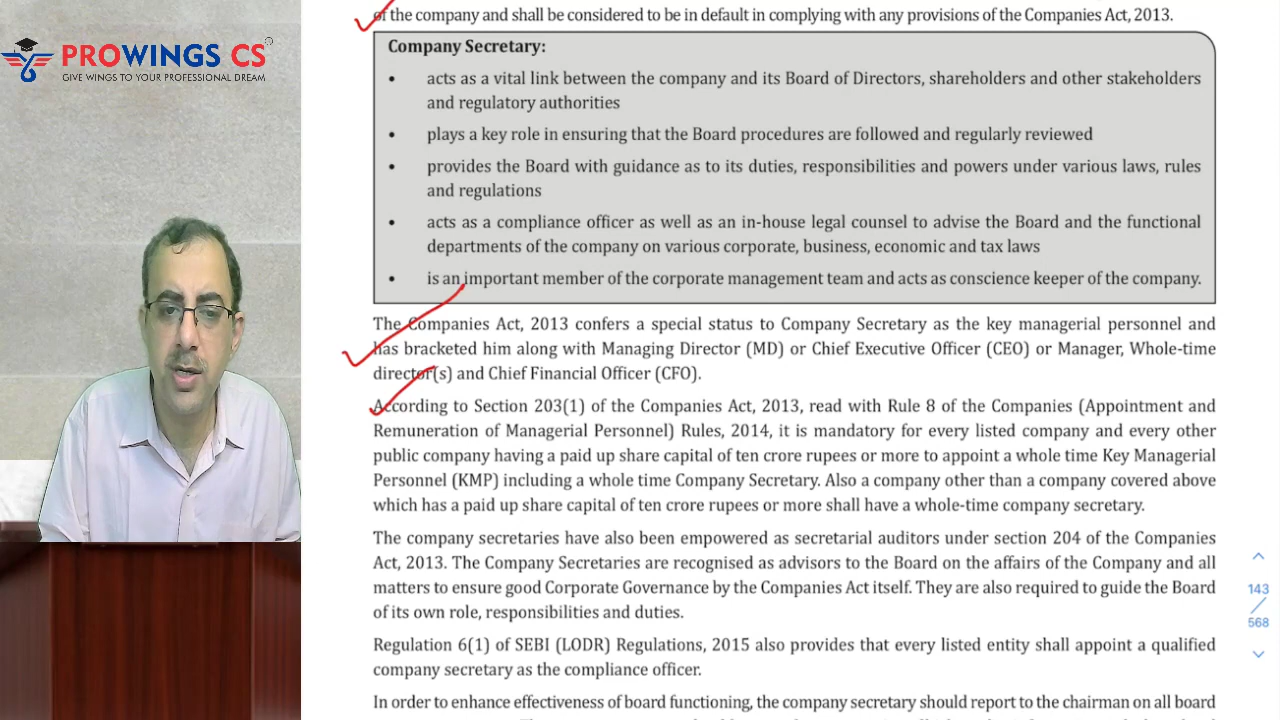 of the company and shall be considered to be in default in complying with any provisions of the Companies Act, 2013.
PROWINGS CS
GIVE WINGS TO YOUR PROFESSIONAL DREAM
Company Secretary:
• acts as a vital link between the company and its Board of Directors, shareholders and other stakeholders
and regulatory authorities
• plays a key role in ensuring that the Board procedures are followed and regularly reviewed
• provides the Board with guidance as to its duties, responsibilities and powers under various laws, rules
and regulations
• acts as a compliance officer as well as an in-house legal counsel to advise the Board and the functional
departments of the company on various corporate, business, economic and tax laws
• is an important member of the corporate management team and acts as conscience keeper of the company.
The Companies Act, 2013 confers a special status to Company Secretary as the key managerial personnel and
has bracketed him along with Managing Director (MD) or Chief Executive Officer (CEO) or Manager, Whole-time
director(s) and Chief Financial Officer (CFO).
According to Section 203(1) of the Companies Act, 2013, read with Rule 8 of the Companies (Appointment and
Remuneration of Managerial Personnel) Rules, 2014, it is mandatory for every listed company and every other
public company having a paid up share capital of ten crore rupees or more to appoint a whole time Key Managerial
Personnel (KMP) including a whole time Company Secretary. Also a company other than a company covered above
which has a paid up share capital of ten crore rupees or more shall have a whole-time company secretary.
The company secretaries have also been empowered as secretarial auditors under section 204 of the Companies
Act, 2013. The Company Secretaries are recognised as advisors to the Board on the affairs of the Company and all
matters to ensure good Corporate Governance by the Companies Act itself. They are also required to guide the Board
of its own role, responsibilities and duties.
Regulation 6(1) of SEBI (LODR) Regulations, 2015 also provides that every listed entity shall appoint a qualified
company secretary as the compliance officer.
In order to enhance effectiveness of board functioning, the company secretary should report to the chairman on all board
143
568